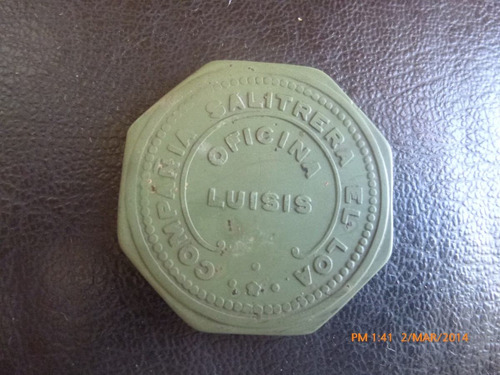 COMPAÑIA SALITRERA EL LOA
OFICINA
LUISIS
PM 1:41 2/MAR/2014